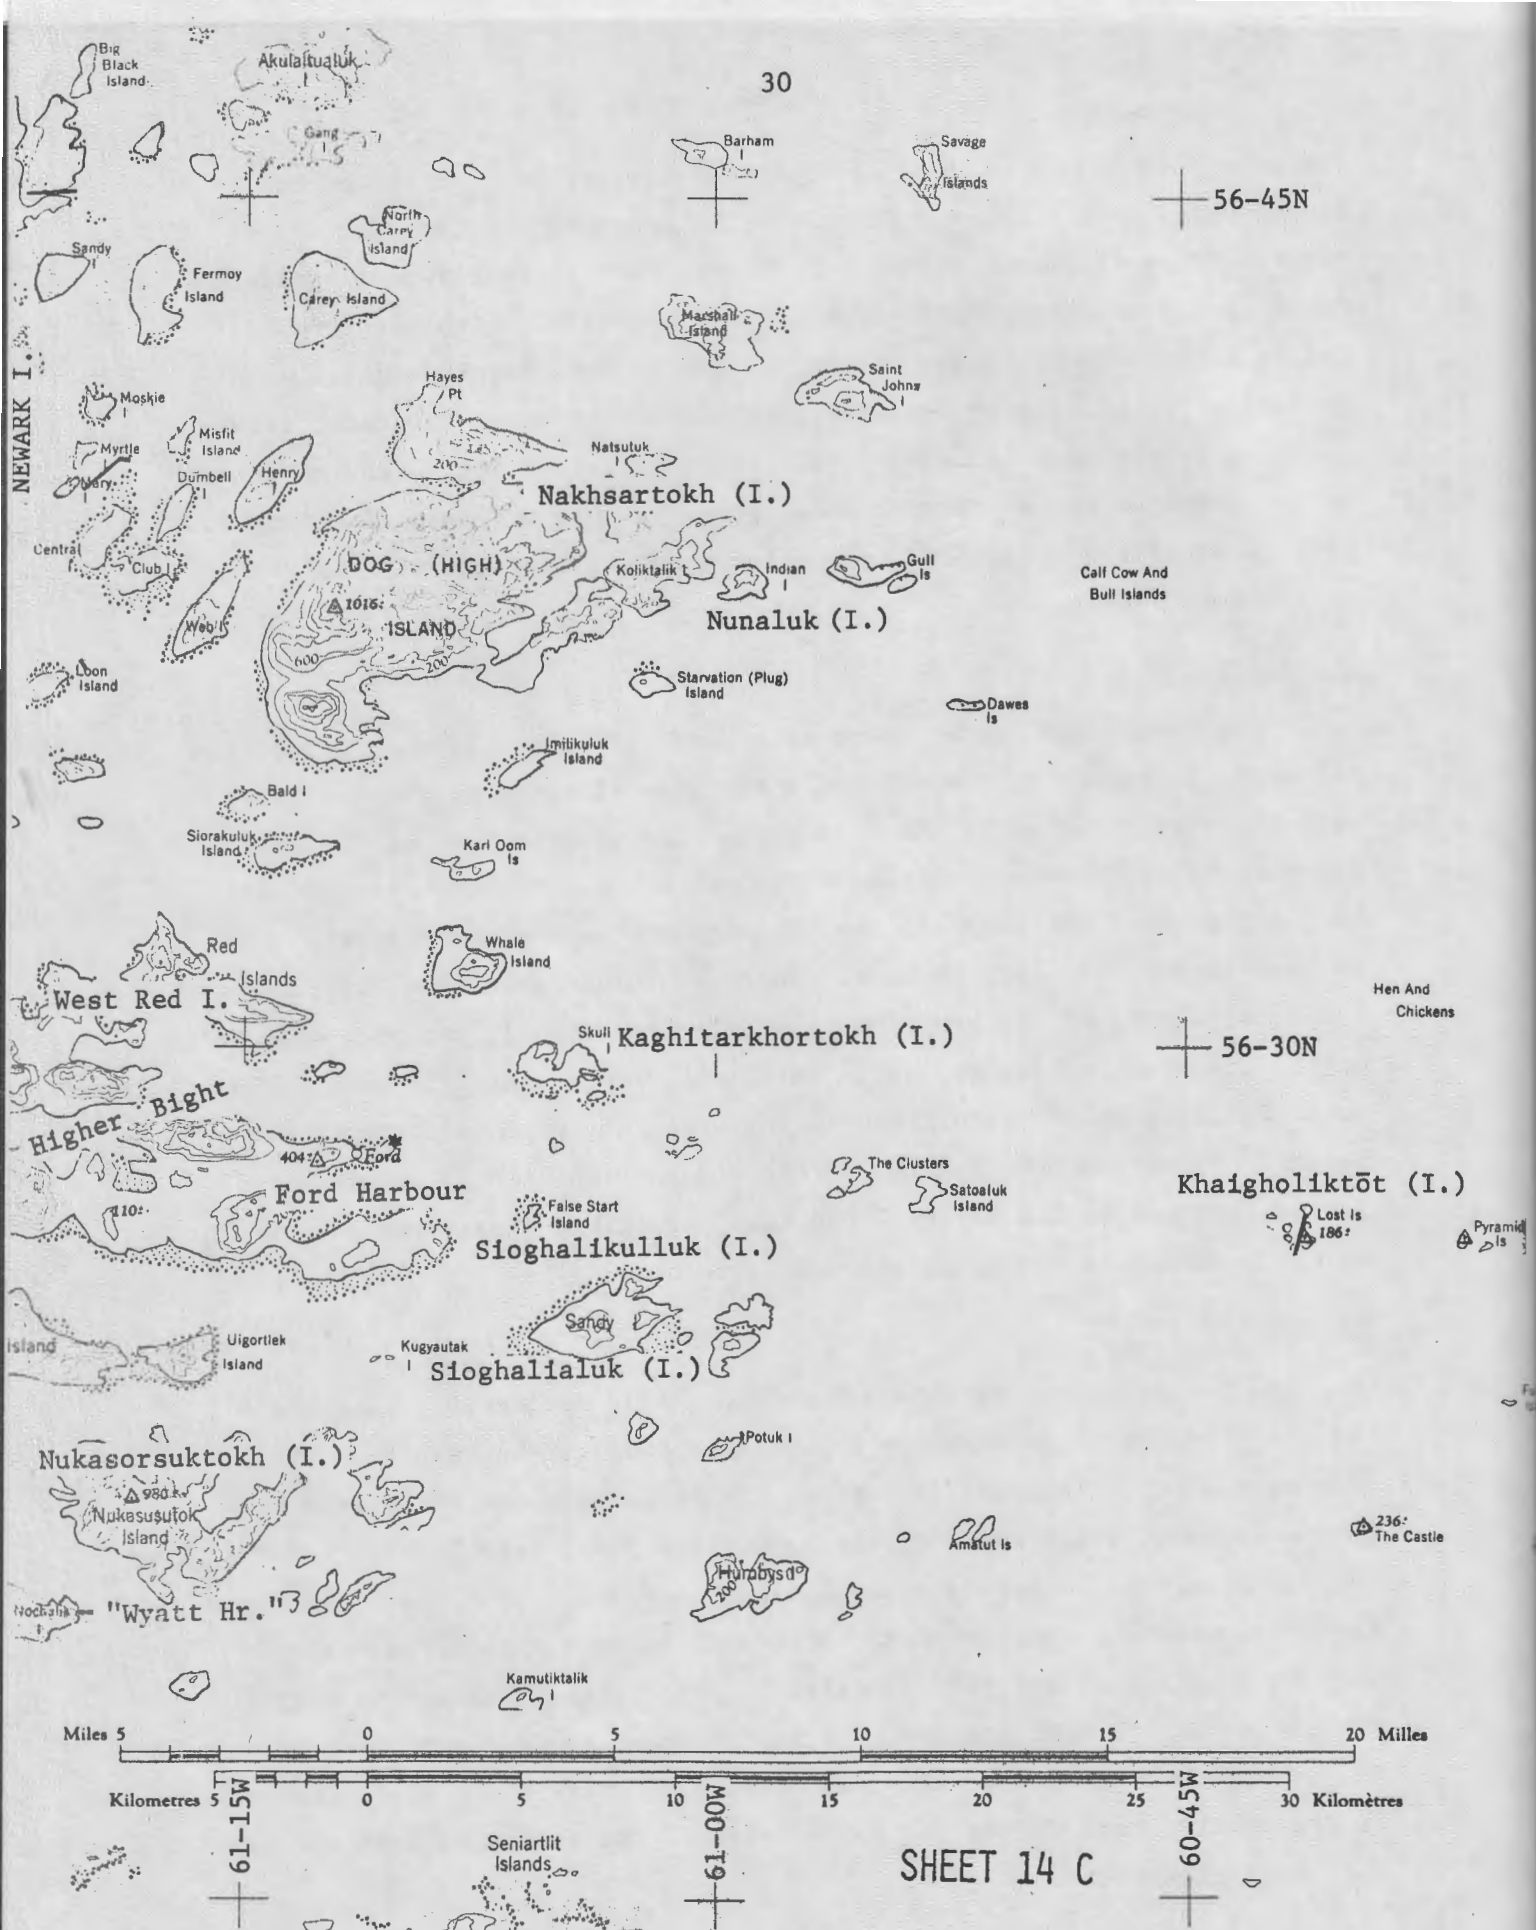 30
Big
Black
Island
Akulaitualuk
Gang
I
Barham
I
Savage
Islands
56-45N
North
Carey
Island
Sandy
I
Fermoy
Island
Carey Island
Marshall
Island
NEWARK I.
Hayes
Pt
Saint
Johns
I
Moskie
I
Misfit
Island
Myrtle
I
Mary
I
Dumbell
I
Henry
I
200
Natsutuk
I
Nakhsartokh (I.)
Central
I
Club I
DOG (HIGH)
ISLAND
1016
Koliktalik I
Indian
I
Gull
Is
Calf Cow And
Bull Islands
Nunaluk (I.)
Web I
600
200
Loon
Island
Starvation (Plug)
Island
Dawes
Is
Imilikuluk
Island
Bald I
Siorakuluk
Island
Karl Oom
Is
Red
Islands
Whale
Island
West Red I.
Hen And
Chickens
Skull
I
Kaghitarkhortokh (I.)
I
56-30N
Higher Bight
404
Ford
Ford Harbour
110
The Clusters
Satoaluk
Island
Khaigholiktōt (I.)
Lost Is
186
Pyramid
Is
False Start
Island
Sioghalikulluk (I.)
Sandy
Island
Uigortlek
Island
Kugyautak
I
Sioghalialuk (I.)
Potuk I
Nukasorsuktokh (I.)
980
Nukasusutok
Island
236
The Castle
Amatut Is
Humbys I
200
"Wyatt Hr."
Kamutiktalik
I
Miles 5 0 5 10 15 20 Milles
Kilometres 5 0 5 10 15 20 25 30 Kilomètres
61-15W
61-00W
60-45W
Seniartlit
Islands
SHEET 14 C